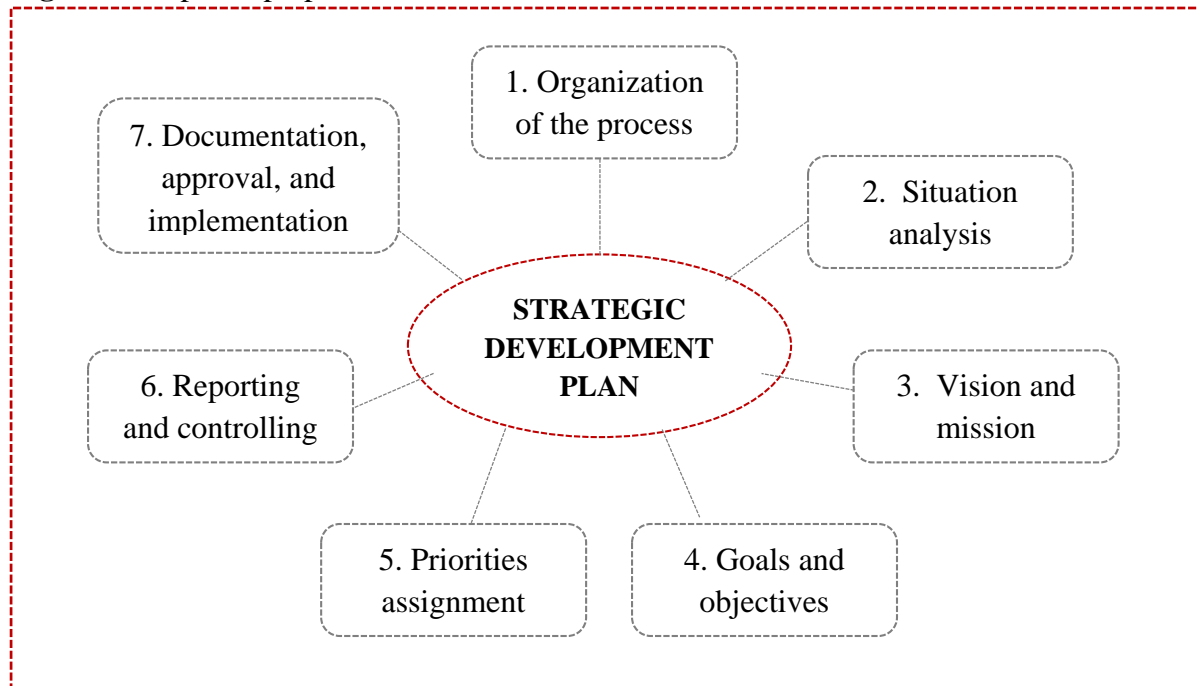 1. Organization
of the process
2. Situation
analysis
3. Vision and
mission
4. Goals and
objectives
5. Priorities
assignment
6. Reporting
and controlling
7. Documentation,
approval, and
implementation
STRATEGIC
DEVELOPMENT
PLAN